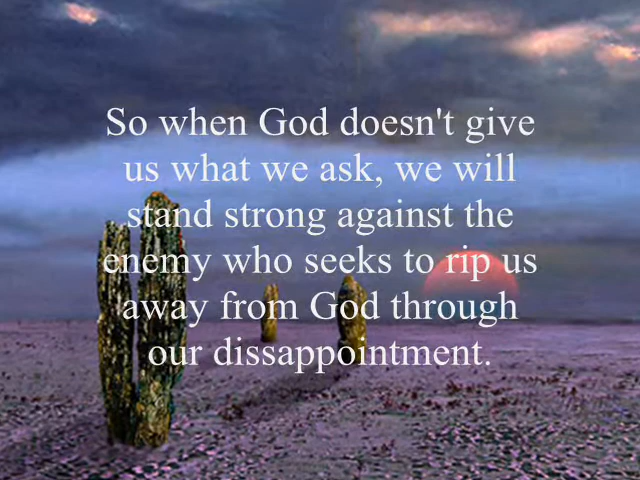 So when God doesn't give
us what we ask, we will
stand strong against the
enemy who seeks to rip us
away from God through
our dissappointment.